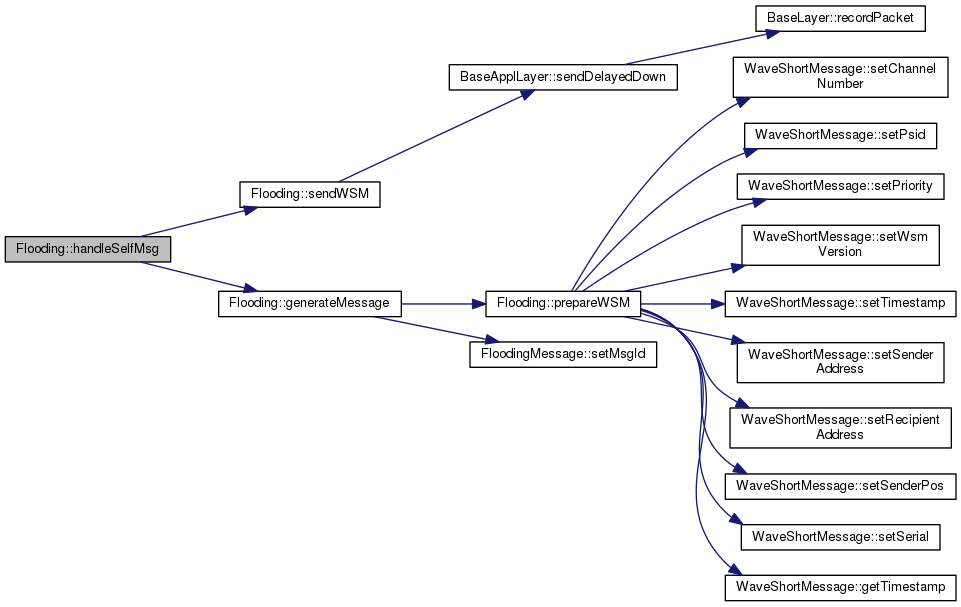 BaseLayer::recordPacket
WaveShortMessage::setChannel
Number
BaseApplLayer::sendDelayedDown
WaveShortMessage::setPsid
WaveShortMessage::setPriority
Flooding::sendWSM
WaveShortMessage::setWsm
Version
Flooding::handleSelfMsg
Flooding::generateMessage
Flooding::prepareWSM
WaveShortMessage::setTimestamp
FloodingMessage::setMsgId
WaveShortMessage::setSender
Address
WaveShortMessage::setRecipient
Address
WaveShortMessage::setSenderPos
WaveShortMessage::setSerial
WaveShortMessage::getTimestamp